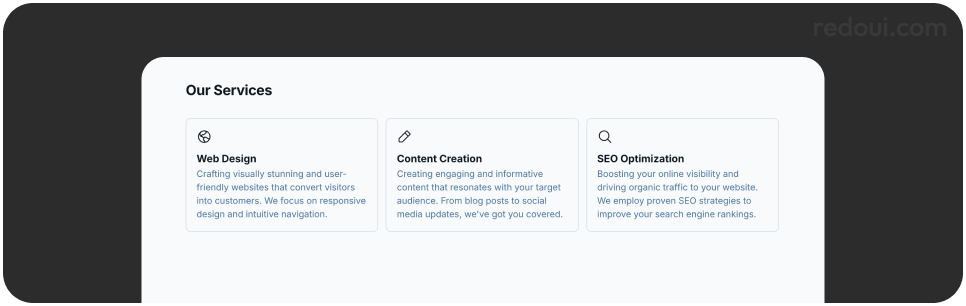 redoui.com
Our Services
Web Design
Crafting visually stunning and user-
friendly websites that convert visitors
into customers. We focus on responsive
design and intuitive navigation.
Content Creation
Creating engaging and informative
content that resonates with your target
audience. From blog posts to social
media updates, we've got you covered.
SEO Optimization
Boosting your online visibility and
driving organic traffic to your website.
We employ proven SEO strategies to
improve your search engine rankings.